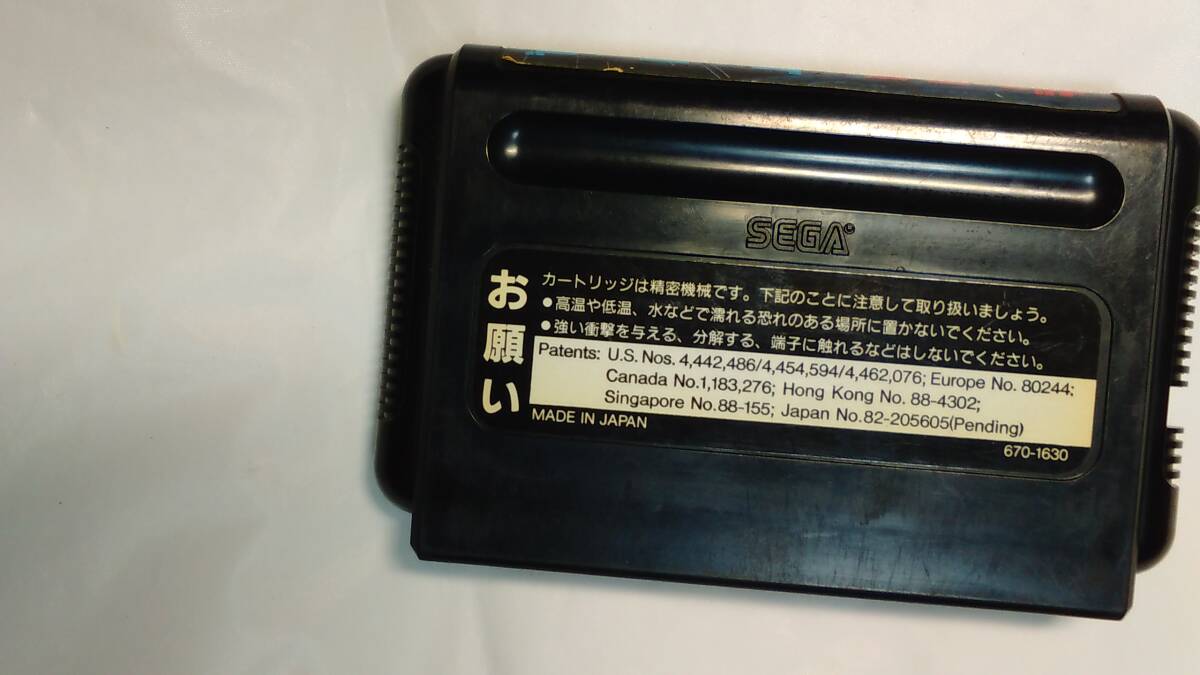 SEGA®
お願い
カートリッジは精密機械です。下記のことに注意して取り扱いましょう。
●高温や低温、水などで濡れる恐れのある場所に置かないでください。
●強い衝撃を与える、分解する、端子に触れるなどはしないでください。
Patents: U.S. Nos. 4,442,486/4,454,594/4,462,076; Europe No. 80244;
Canada No.1,183,276; Hong Kong No. 88-4302;
Singapore No.88-155; Japan No.82-205605(Pending)
MADE IN JAPAN
670-1630